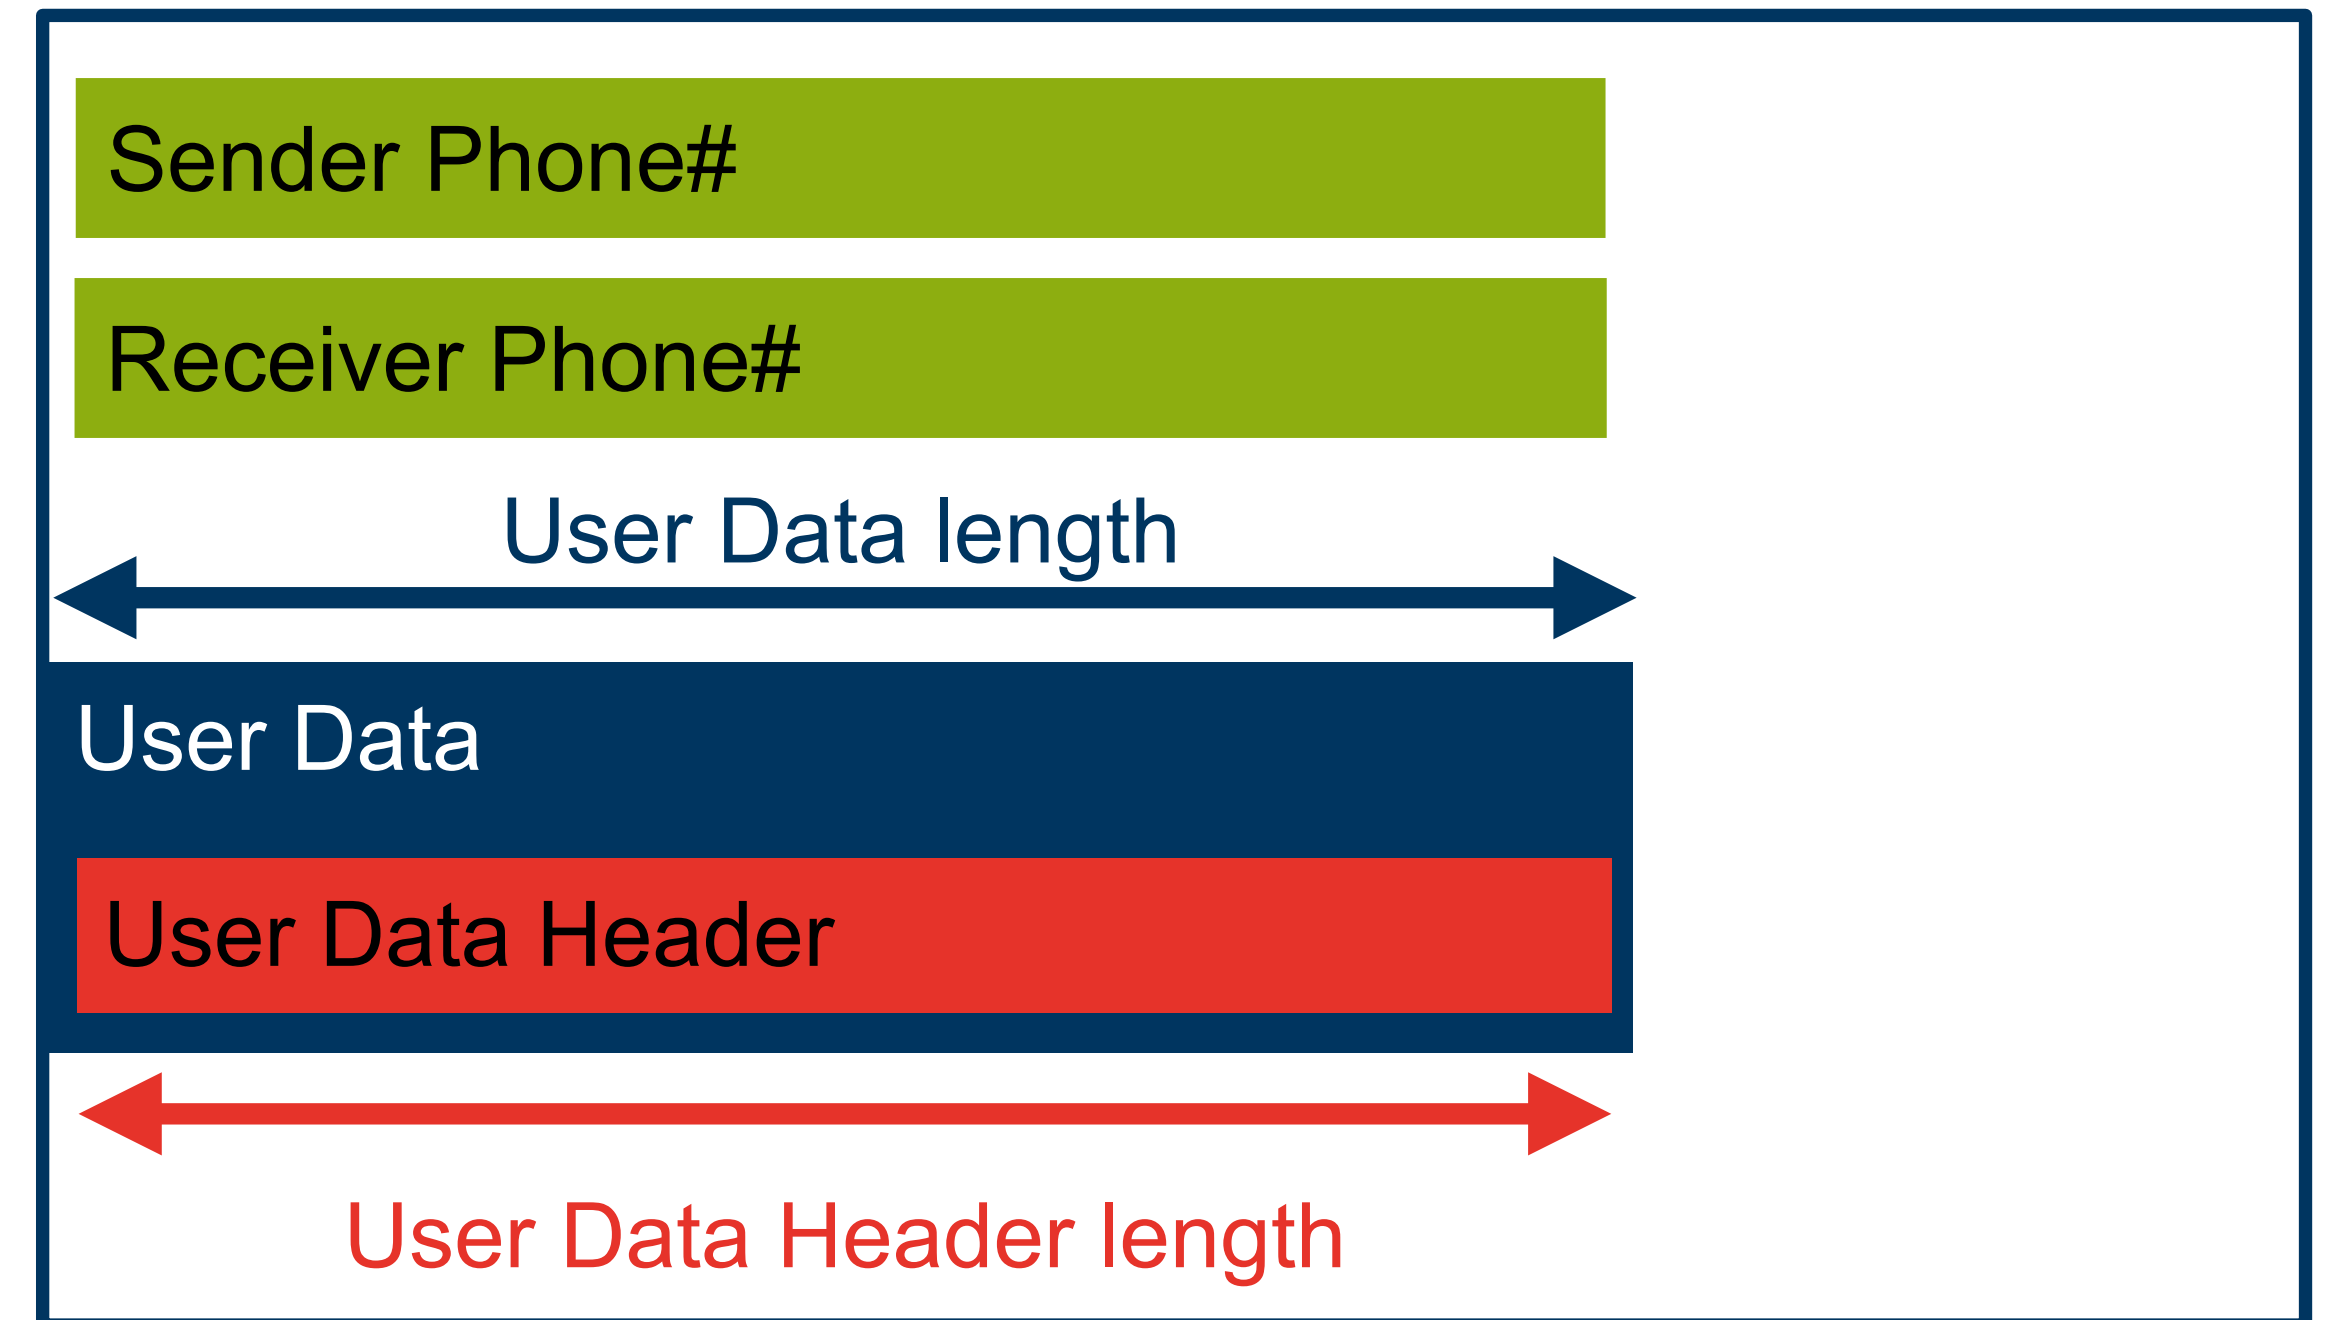 Sender Phone#
Receiver Phone#
User Data length
User Data
User Data Header
User Data Header length